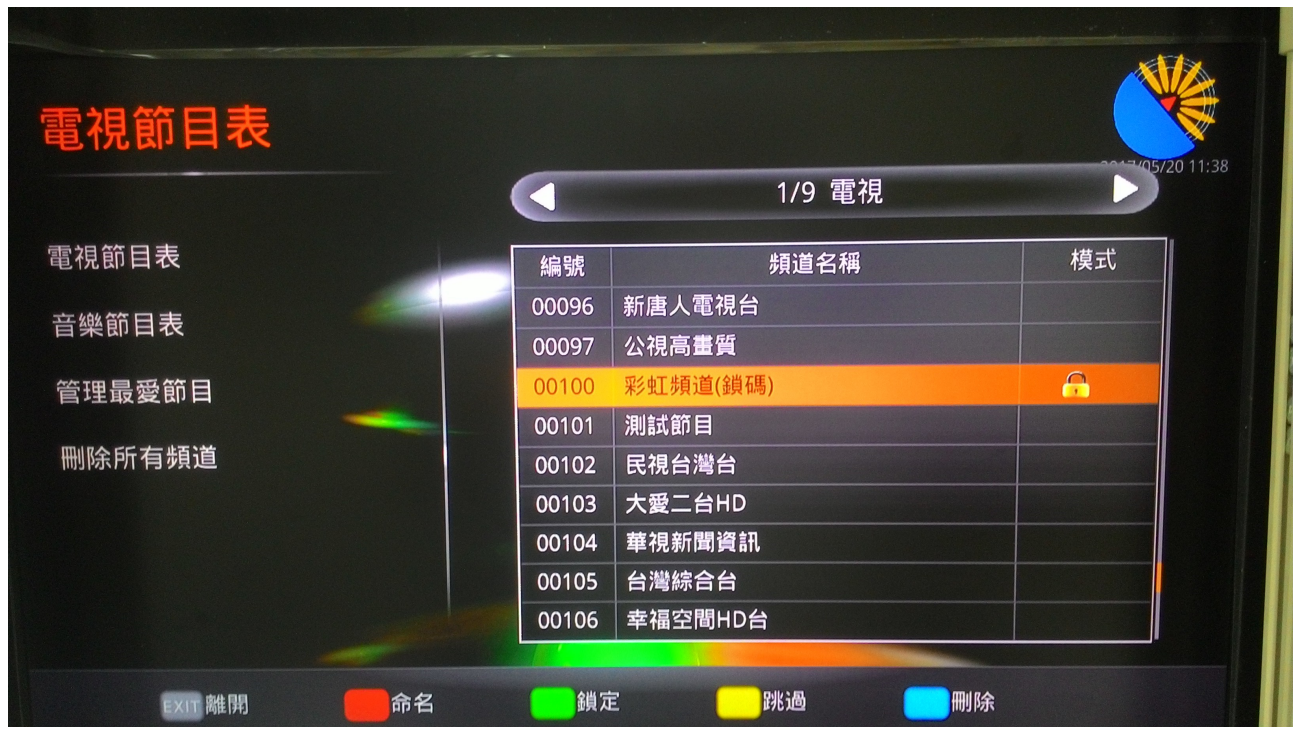 電視節目表
/05/20 11:38
1/9 電視
電視節目表
音樂節目表
管理最愛節目
刪除所有頻道
編號 頻道名稱 模式
00096 新唐人電視台
00097 公視高畫質
00100 彩虹頻道(鎖碼)
00101 測試節目
00102 民視台灣台
00103 大愛二台HD
00104 華視新聞資訊
00105 台灣綜合台
00106 幸福空間HD台
EXIT 離開 命名 鎖定 跳過 刪除